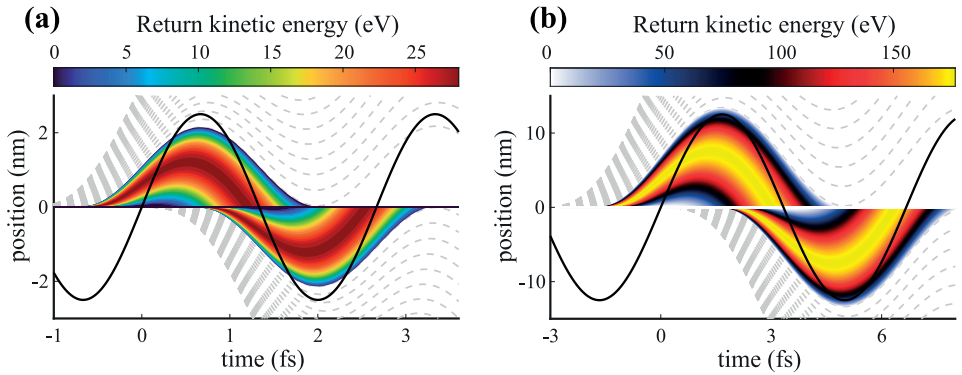 (a)
Return kinetic energy (eV)
0 5 10 15 20 25
position (nm)
2
0
-2
-1 0 1 2 3
time (fs)
(b)
Return kinetic energy (eV)
0 50 100 150
position (nm)
10
0
-10
-3 0 3 6
time (fs)